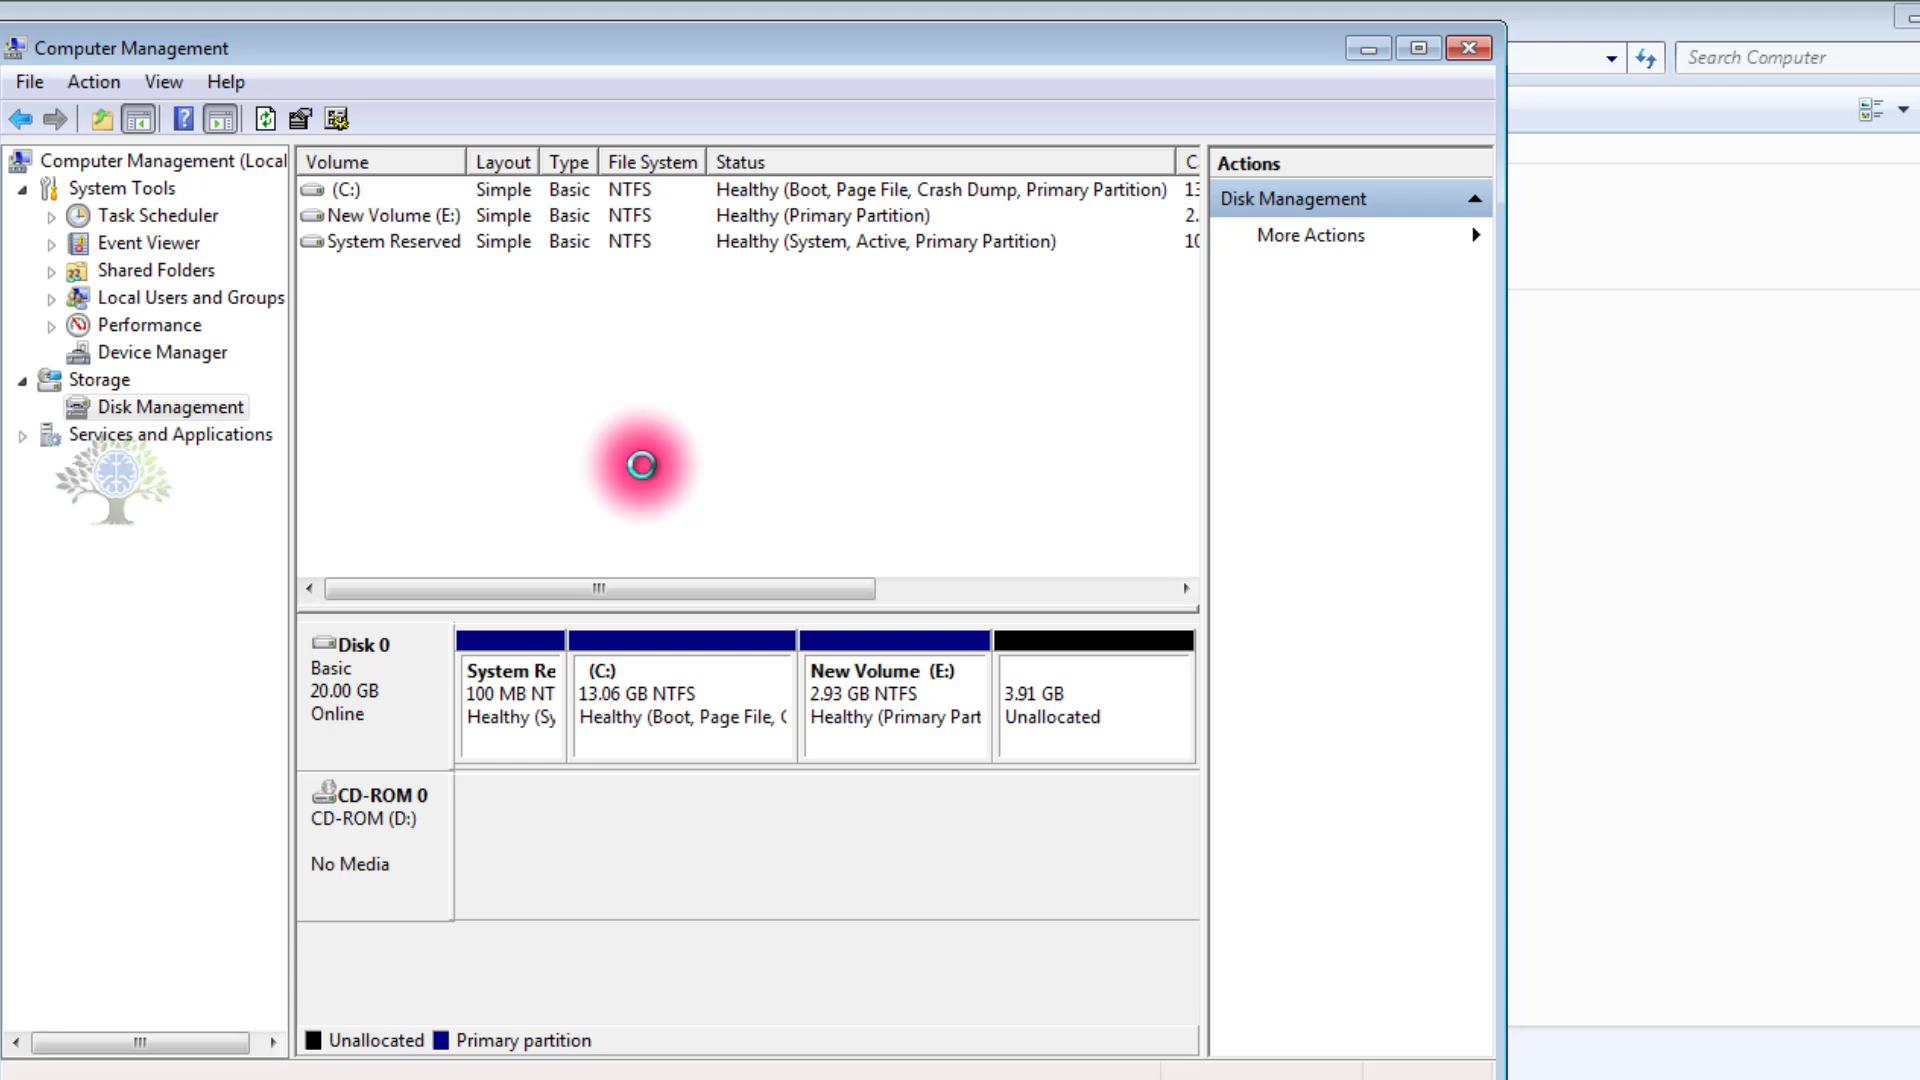 Computer Management
Search Computer
File Action View Help
Computer Management (Local
System Tools
Task Scheduler
Event Viewer
Shared Folders
Local Users and Groups
Performance
Device Manager
Storage
Disk Management
Services and Applications
Volume Layout Type File System Status C
(C:) Simple Basic NTFS Healthy (Boot, Page File, Crash Dump, Primary Partition) 13
New Volume (E:) Simple Basic NTFS Healthy (Primary Partition) 2.
System Reserved Simple Basic NTFS Healthy (System, Active, Primary Partition) 10
Actions
Disk Management
More Actions
Disk 0
Basic
20.00 GB
Online
System Re
100 MB NT
Healthy (Sy
(C:)
13.06 GB NTFS
Healthy (Boot, Page File, C
New Volume (E:)
2.93 GB NTFS
Healthy (Primary Part
3.91 GB
Unallocated
CD-ROM 0
CD-ROM (D:)
No Media
Unallocated Primary partition